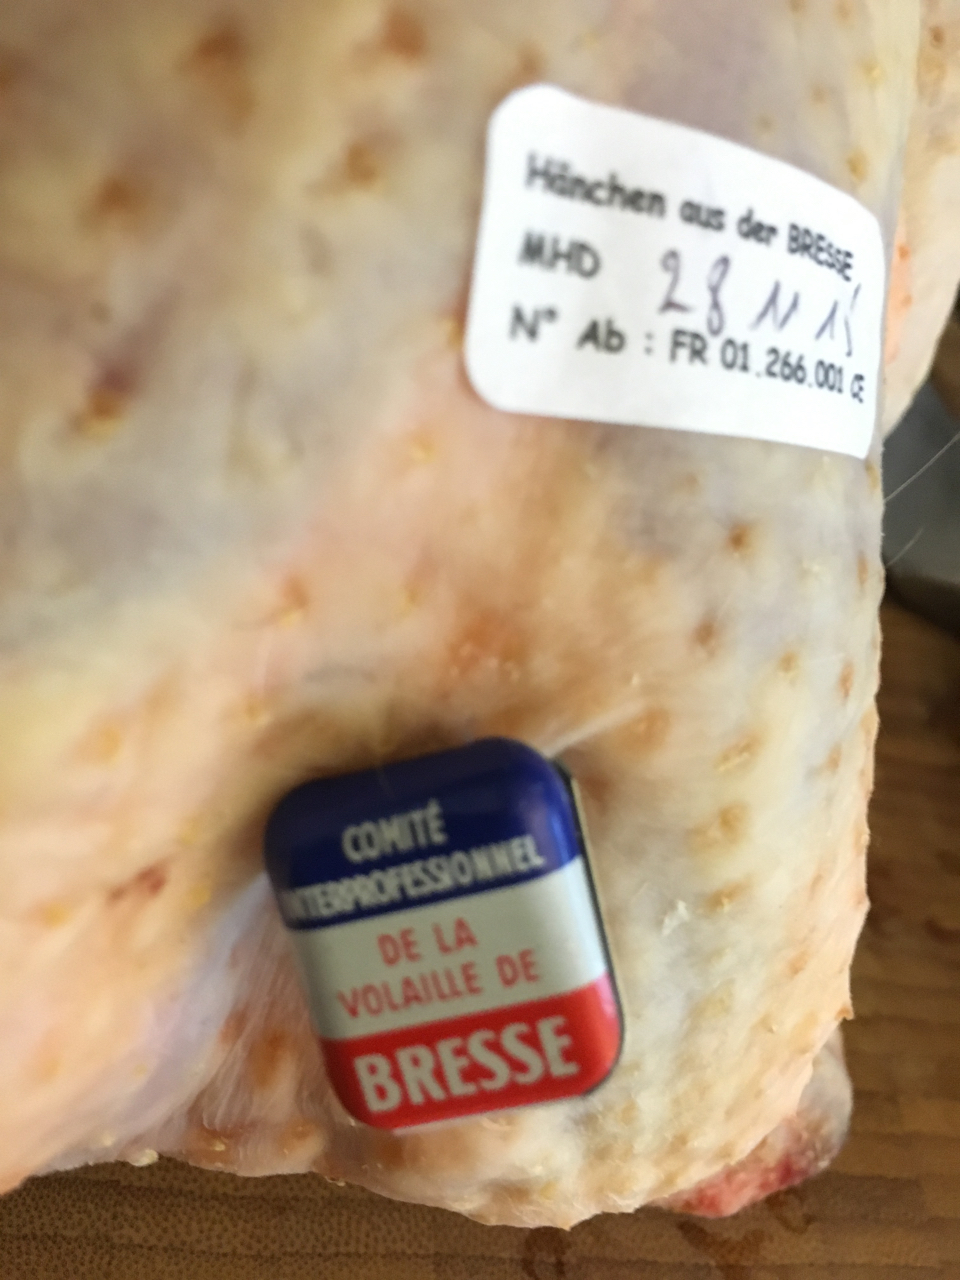 Hänchen aus der BRESSE
MHD 28 11 15
N° Ab : FR 01.266.001 CE
COMITÉ
INTERPROFESSIONNEL
DE LA
VOLAILLE DE
BRESSE